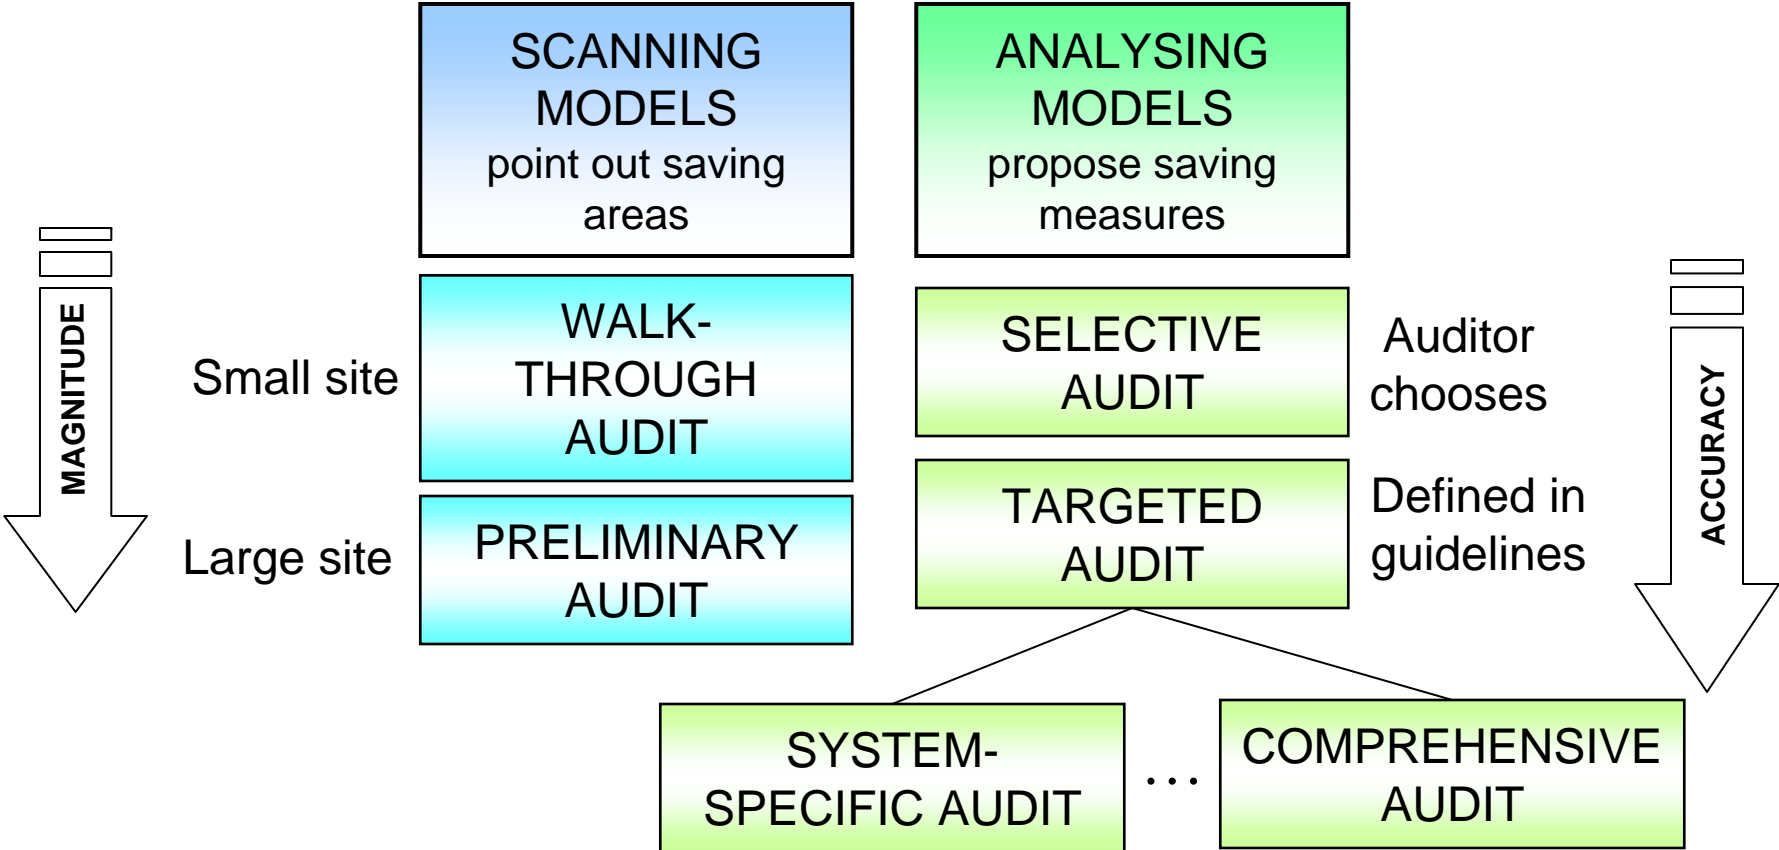 SCANNING
MODELS
point out saving
areas
ANALYSING
MODELS
propose saving
measures
MAGNITUDE
Small site
WALK-
THROUGH
AUDIT
SELECTIVE
AUDIT
Auditor
chooses
ACCURACY
Large site
PRELIMINARY
AUDIT
TARGETED
AUDIT
Defined in
guidelines
SYSTEM-
SPECIFIC AUDIT
...
COMPREHENSIVE
AUDIT